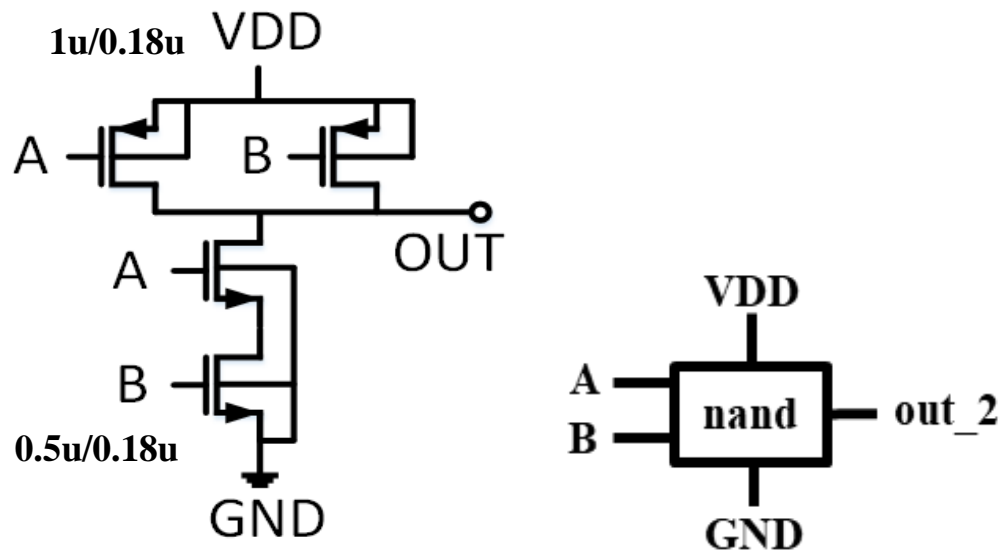 1u/0.18u VDD
A
B
OUT
A
B
0.5u/0.18u
GND
VDD
A
nand
out_2
B
GND